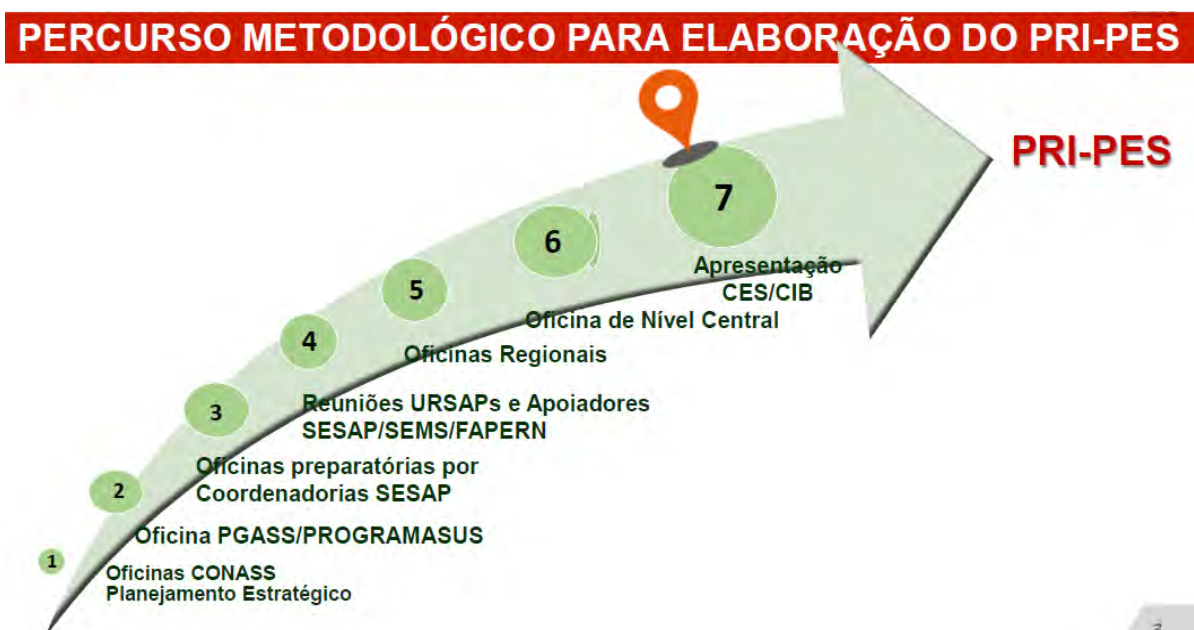 PERCURSO METODOLÓGICO PARA ELABORAÇÃO DO PRI-PES
PRI-PES
7
Apresentação
CES/CIB
6
Oficina de Nível Central
5
Oficinas Regionais
4
Reuniões URSAPs e Apoiadores
SESAP/SEMS/FAPERN
3
Oficinas preparatórias por
Coordenadorias SESAP
2
Oficina PGASS/PROGRAMASUS
1
Oficinas CONASS
Planejamento Estratégico